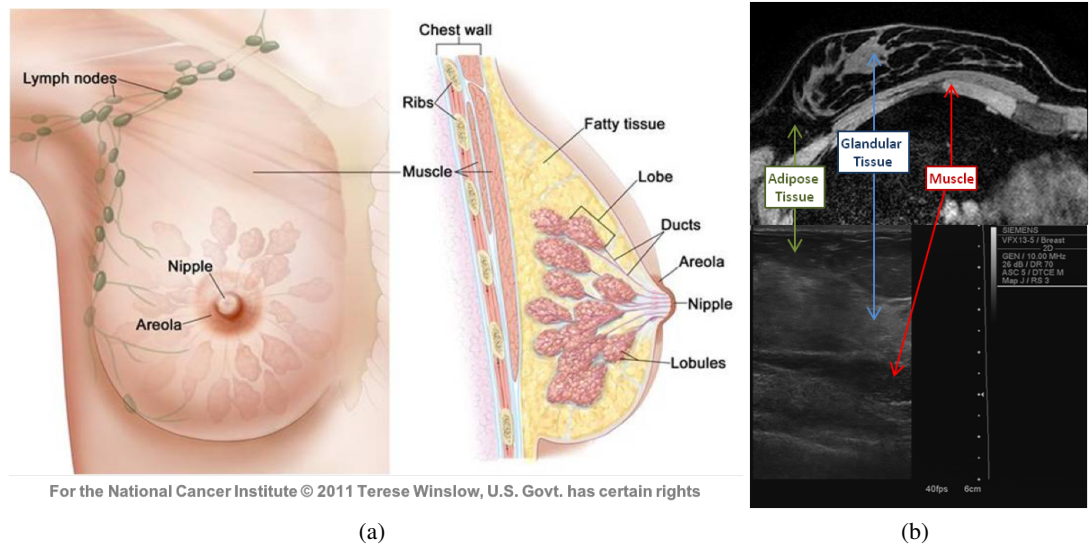 Lymph nodes
Nipple
Areola
Chest wall
Ribs
Muscle
Fatty tissue
Lobe
Ducts
Areola
Nipple
Lobules
For the National Cancer Institute © 2011 Terese Winslow, U.S. Govt. has certain rights
(a)
Adipose
Tissue
Glandular
Tissue
Muscle
SIEMENS
VFX13-5 / Breast
2D
GEN / 10.00 MHz
26 dB / DR 70
ASC 5 / DTCE M
Map J / RS 3
40fps 6cm
(b)